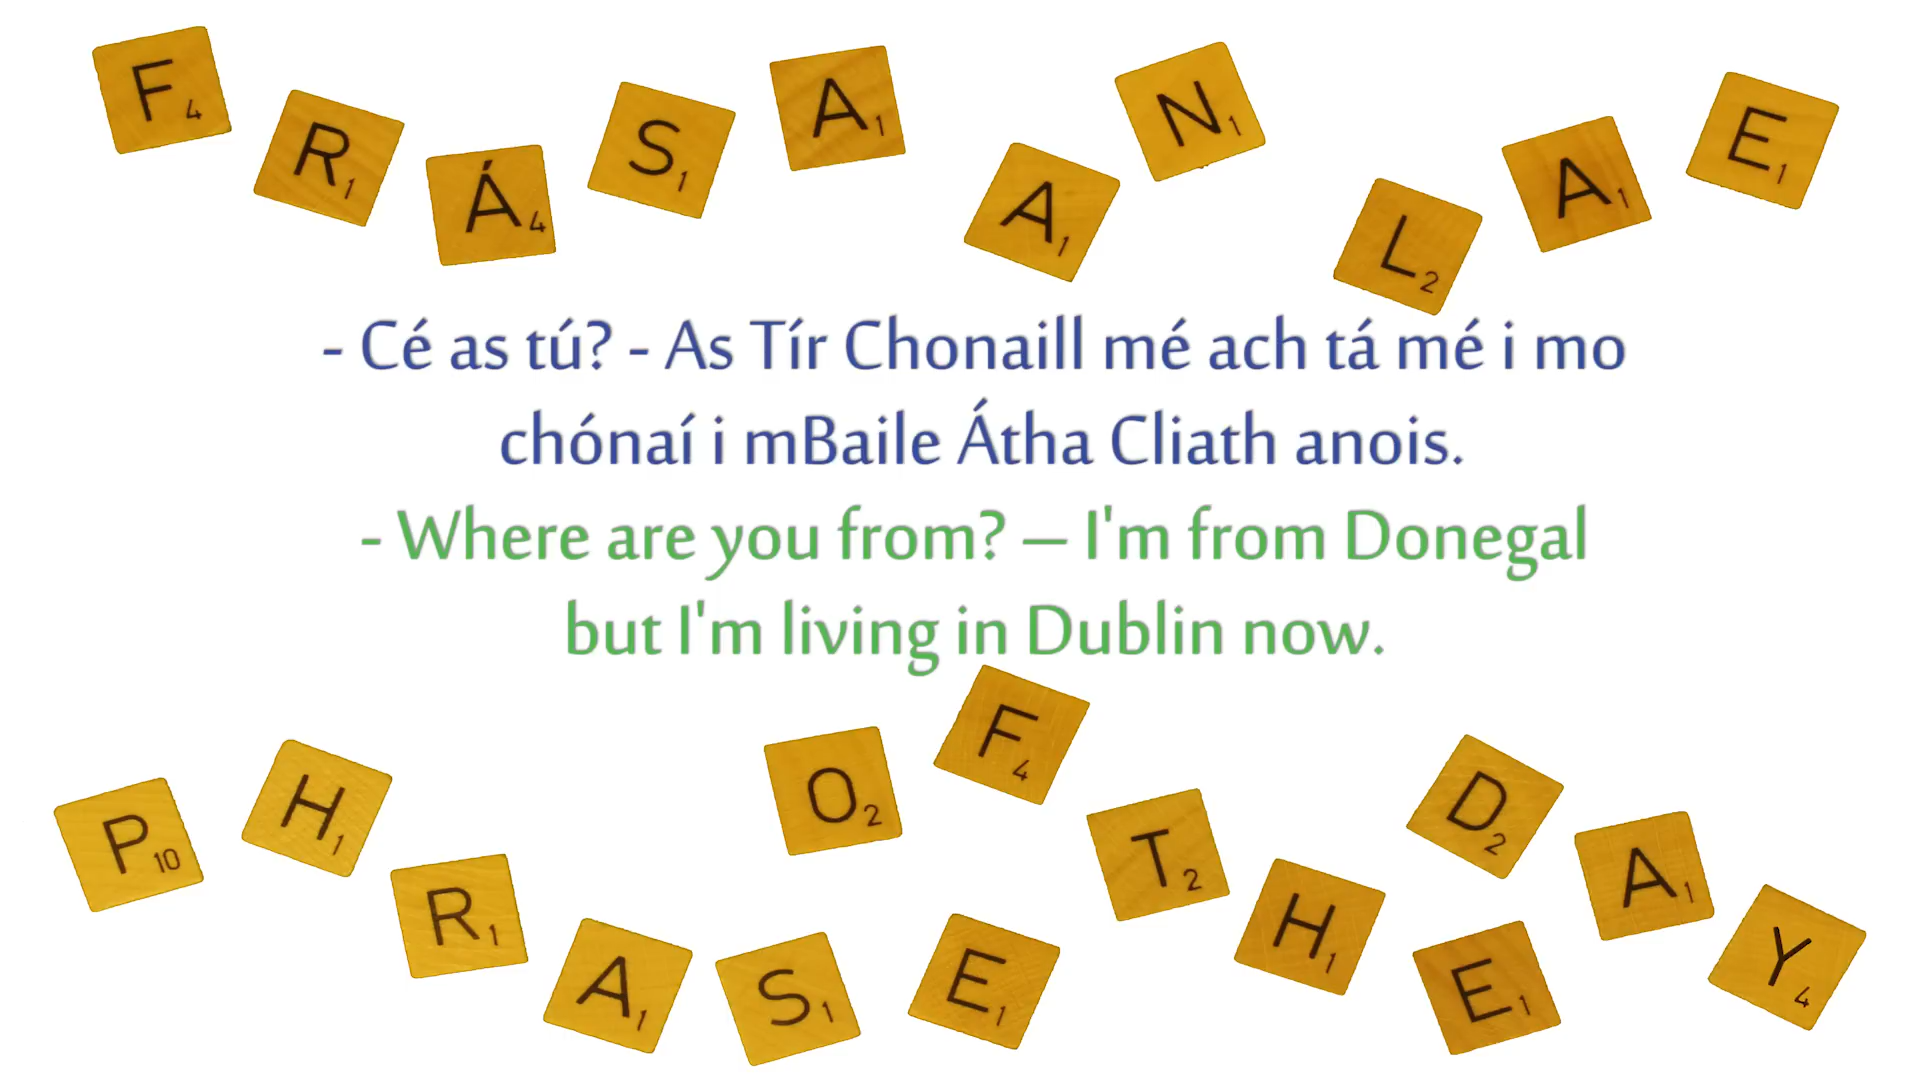 FRÁSA AN LAE
- Cé as tú? - As Tír Chonaill mé ach tá mé i mo
chónaí i mBaile Átha Cliath anois.
- Where are you from? – I'm from Donegal
but I'm living in Dublin now.
PHRASE OF THE DAY